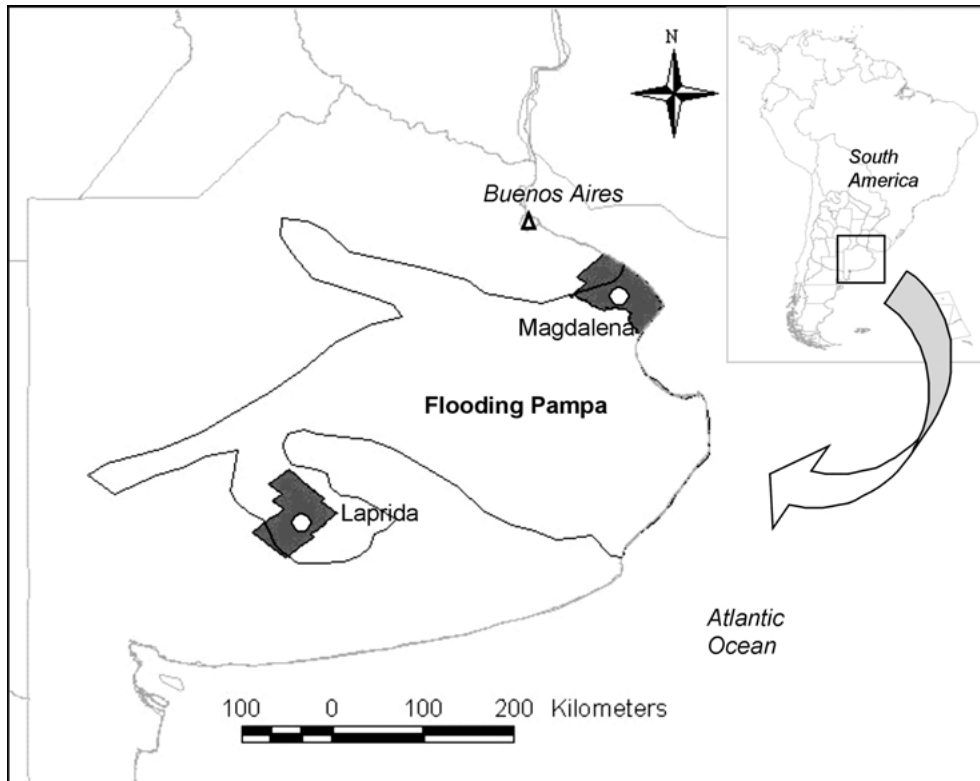 N
South
America
Buenos Aires
Magdalena
Flooding Pampa
Laprida
Atlantic
Ocean
100 0 100 200 Kilometers